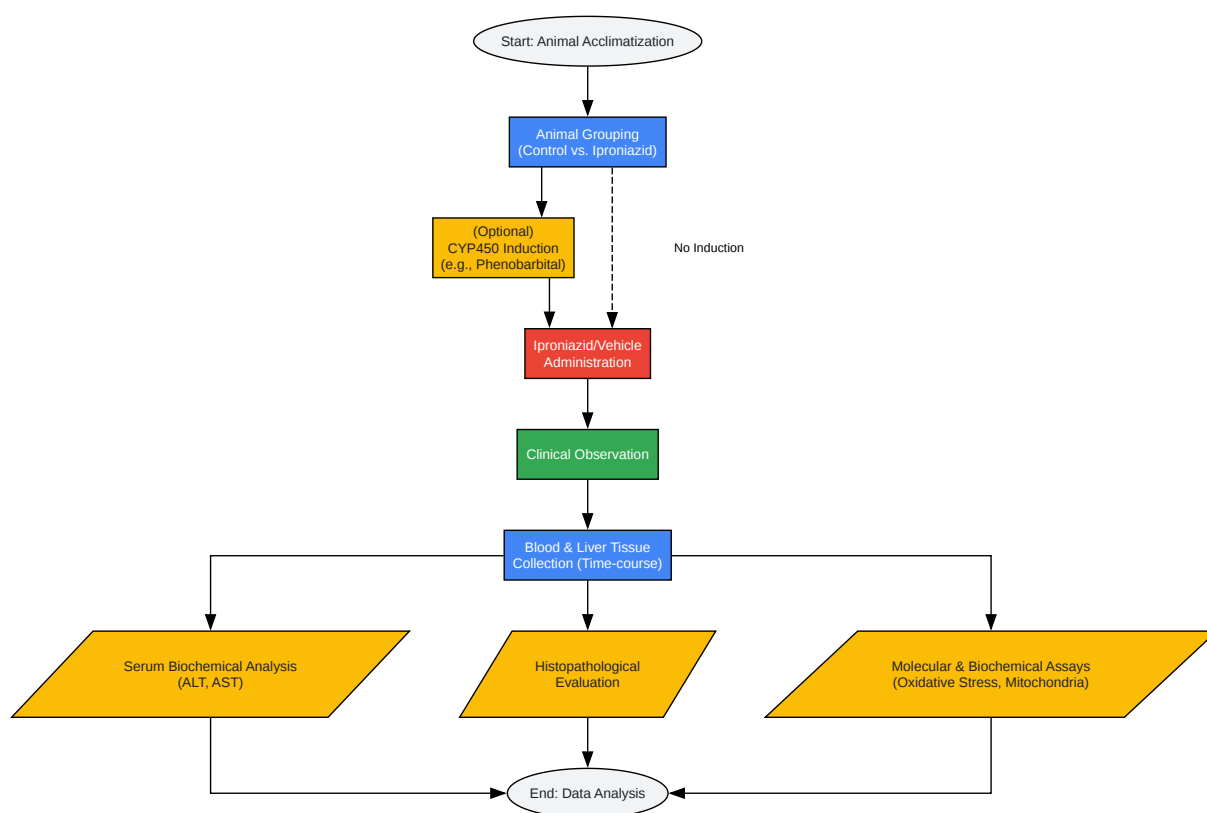 Start: Animal Acclimatization
Animal Grouping
(Control vs. Iproniazid)
(Optional)
CYP450 Induction
(e.g., Phenobarbital)
No Induction
Iproniazid/Vehicle
Administration
Clinical Observation
Blood & Liver Tissue
Collection (Time-course)
Serum Biochemical Analysis
(ALT, AST)
Histopathological
Evaluation
Molecular & Biochemical Assays
(Oxidative Stress, Mitochondria)
End: Data Analysis